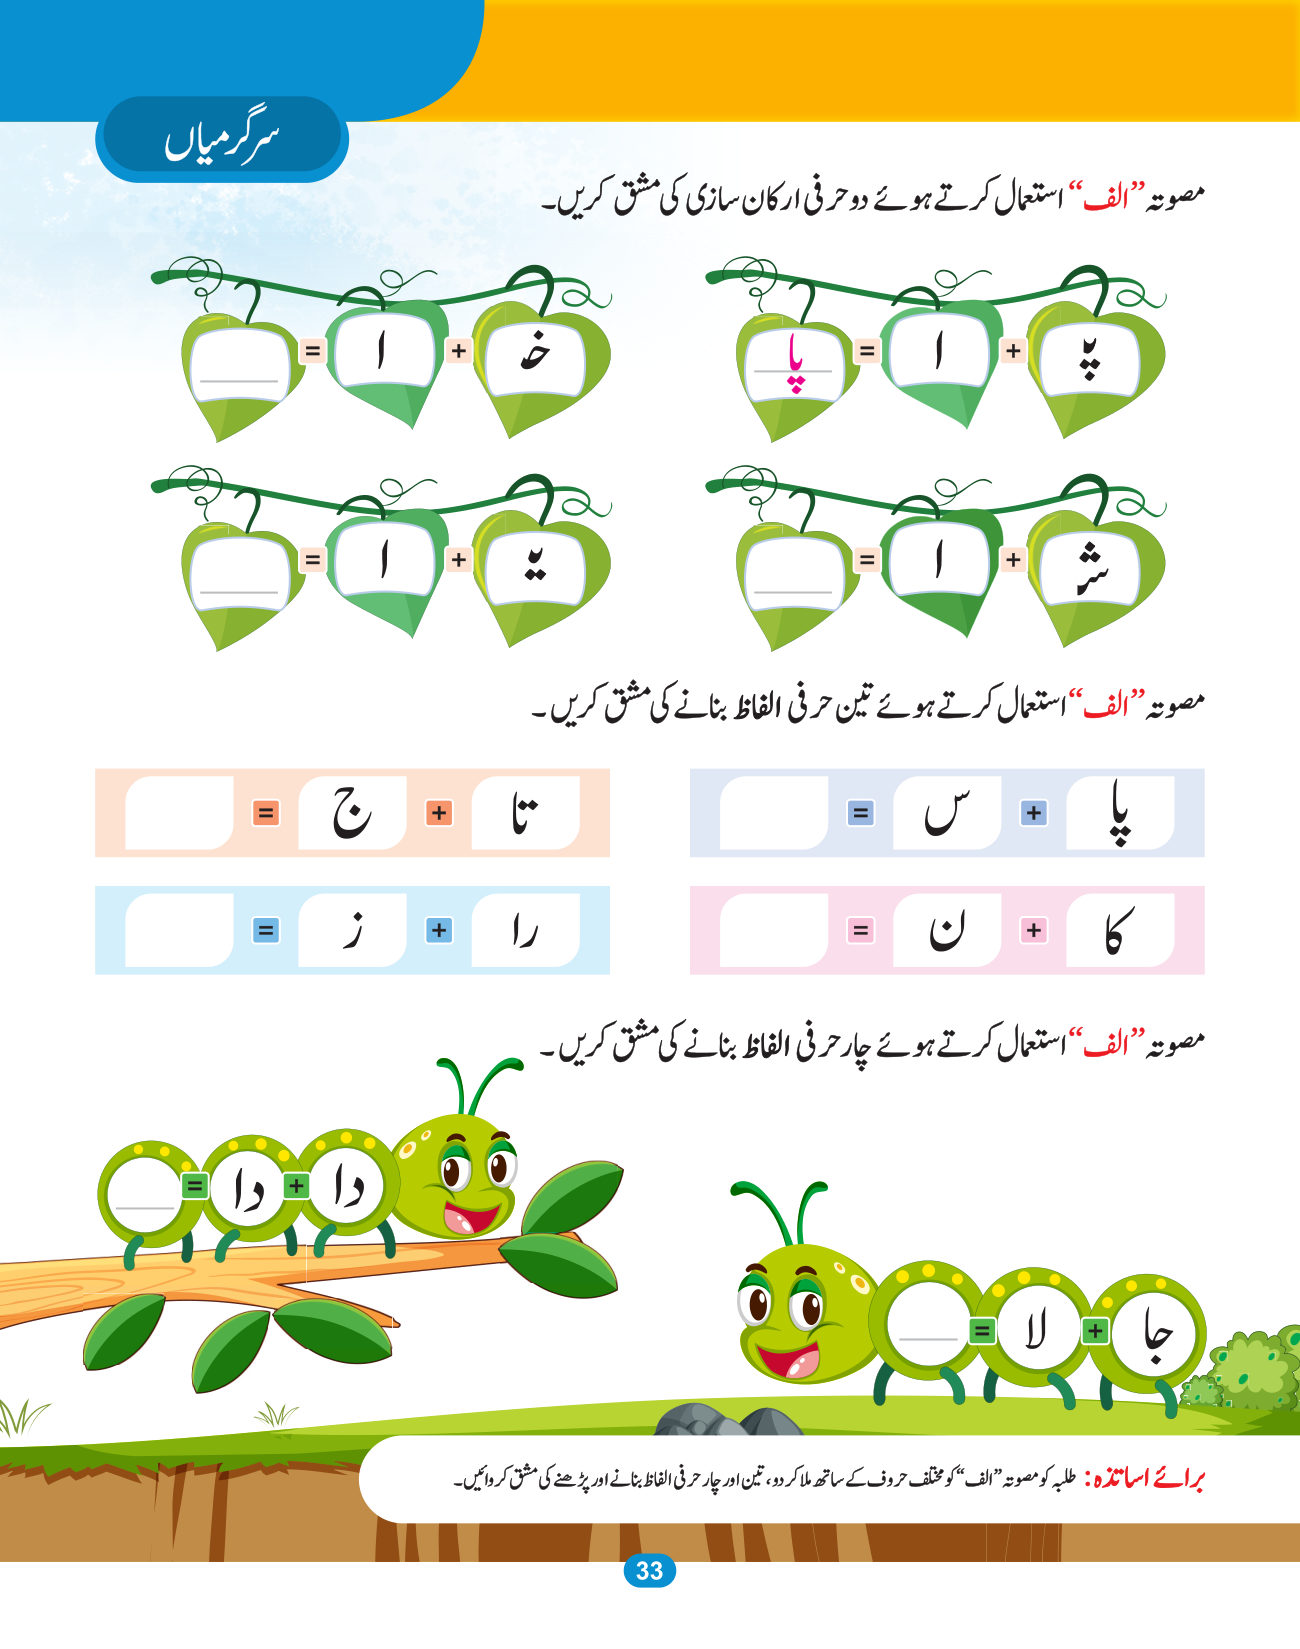 سرگرمیاں
مصوتہ ”الف“ استعمال کرتے ہوئے دو حرفی ارکان سازی کی مشق کریں۔
پ + ا = پا
خ + ا =
ش + ا =
ی + ا =
مصوتہ ”الف“ استعمال کرتے ہوئے تین حرفی الفاظ بنانے کی مشق کریں۔
پا + س =
تا + ج =
کا + ن =
را + ز =
مصوتہ ”الف“ استعمال کرتے ہوئے چار حرفی الفاظ بنانے کی مشق کریں۔
دا + دا =
جا + لا =
برائے اساتذہ: طلبہ کو مصوتہ ”الف“ کو مختلف حروف کے ساتھ ملا کر دو، تین اور چار حرفی الفاظ بنانے اور پڑھنے کی مشق کروائیں۔
33